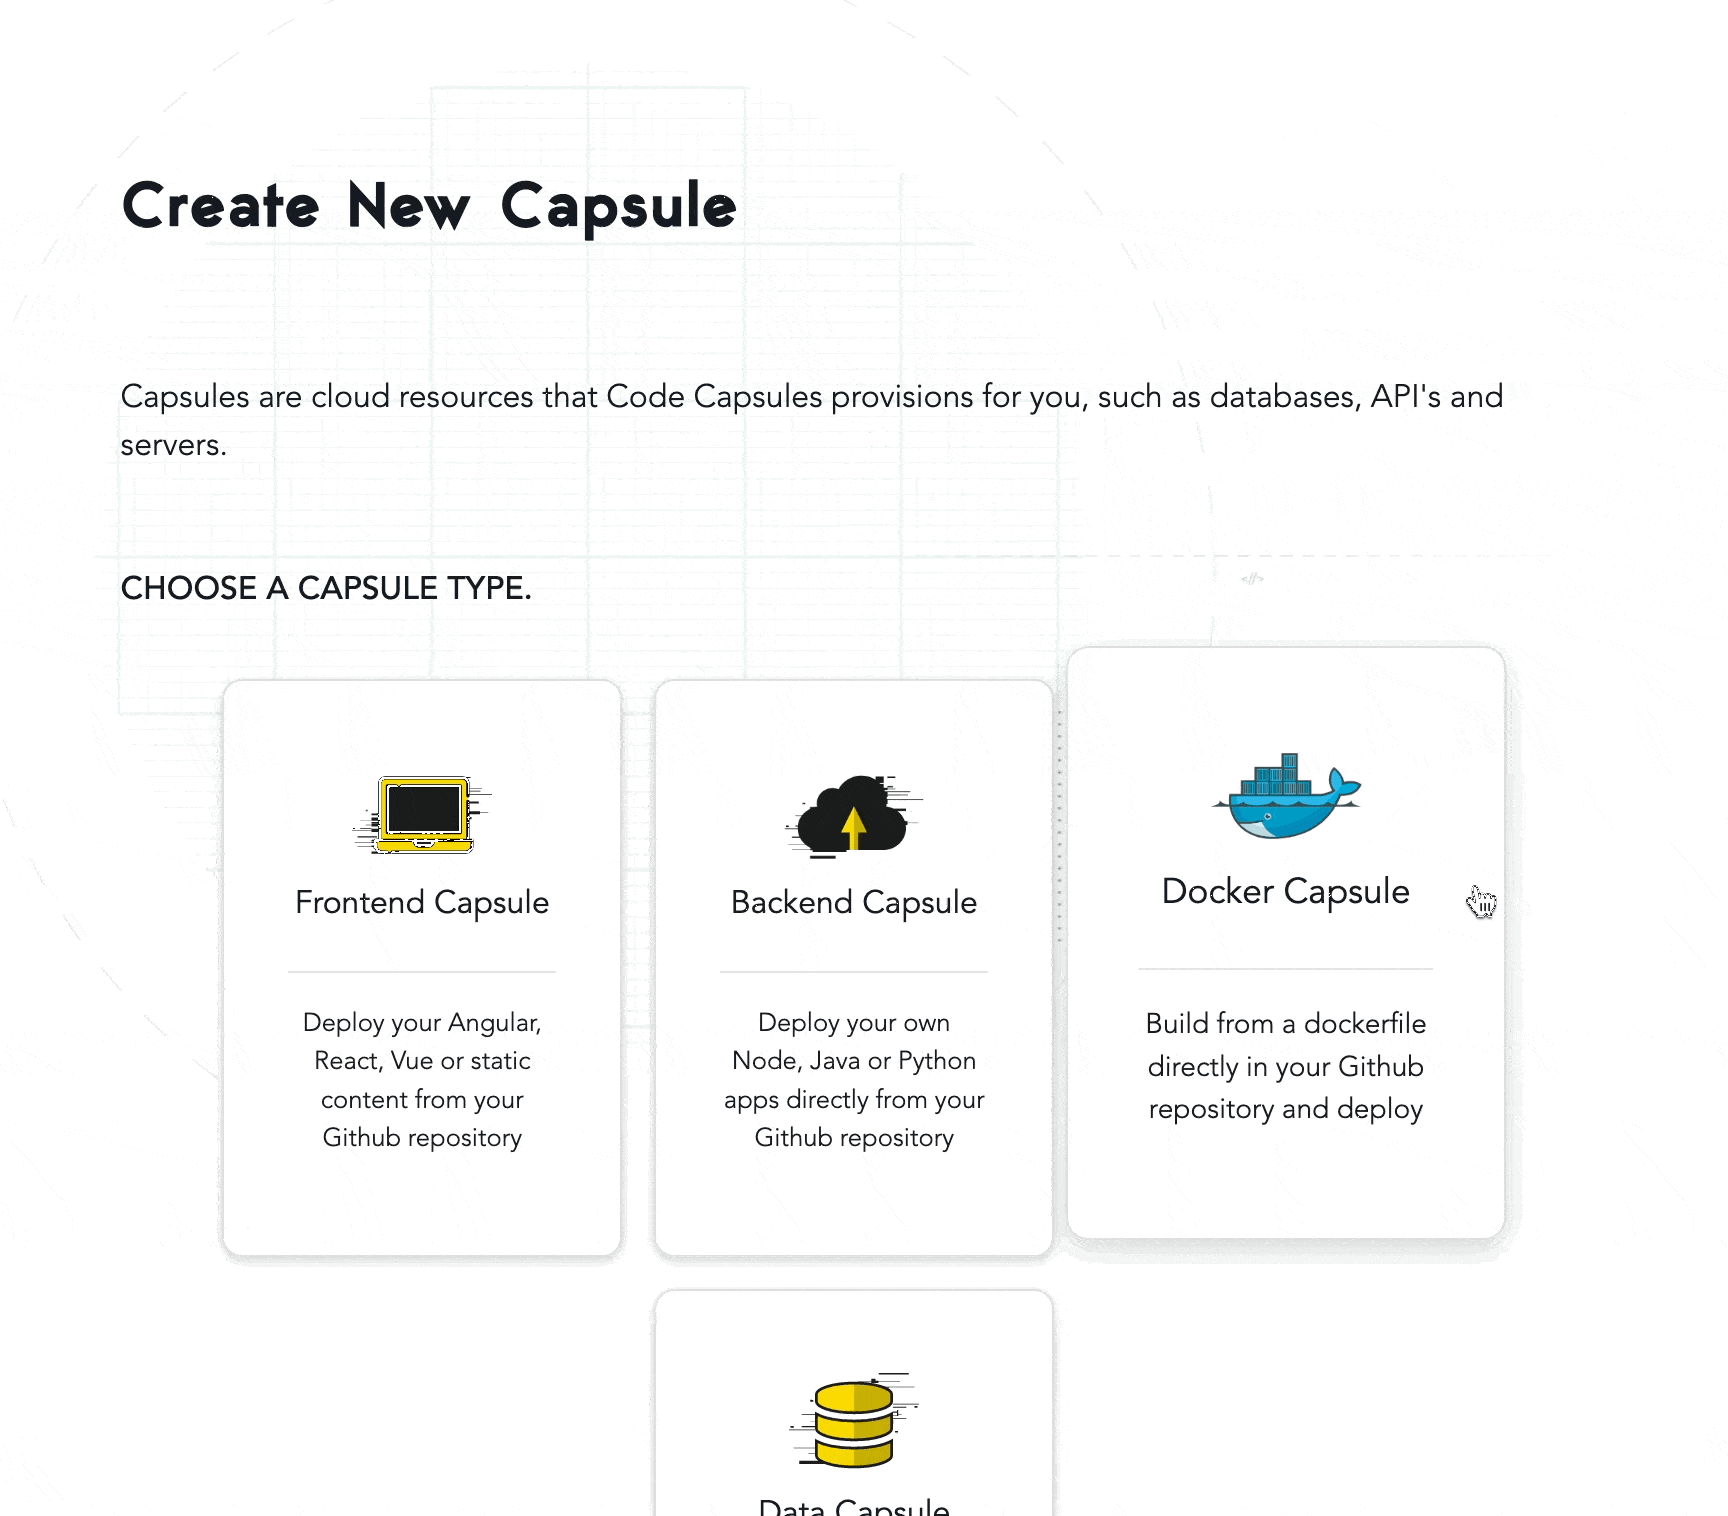 Create New Capsule
Capsules are cloud resources that Code Capsules provisions for you, such as databases, API's and
servers.
CHOOSE A CAPSULE TYPE.
</>
Frontend Capsule
Deploy your Angular,
React, Vue or static
content from your
Github repository
Backend Capsule
Deploy your own
Node, Java or Python
apps directly from your
Github repository
Docker Capsule
Build from a dockerfile
directly in your Github
repository and deploy
Data Capsule